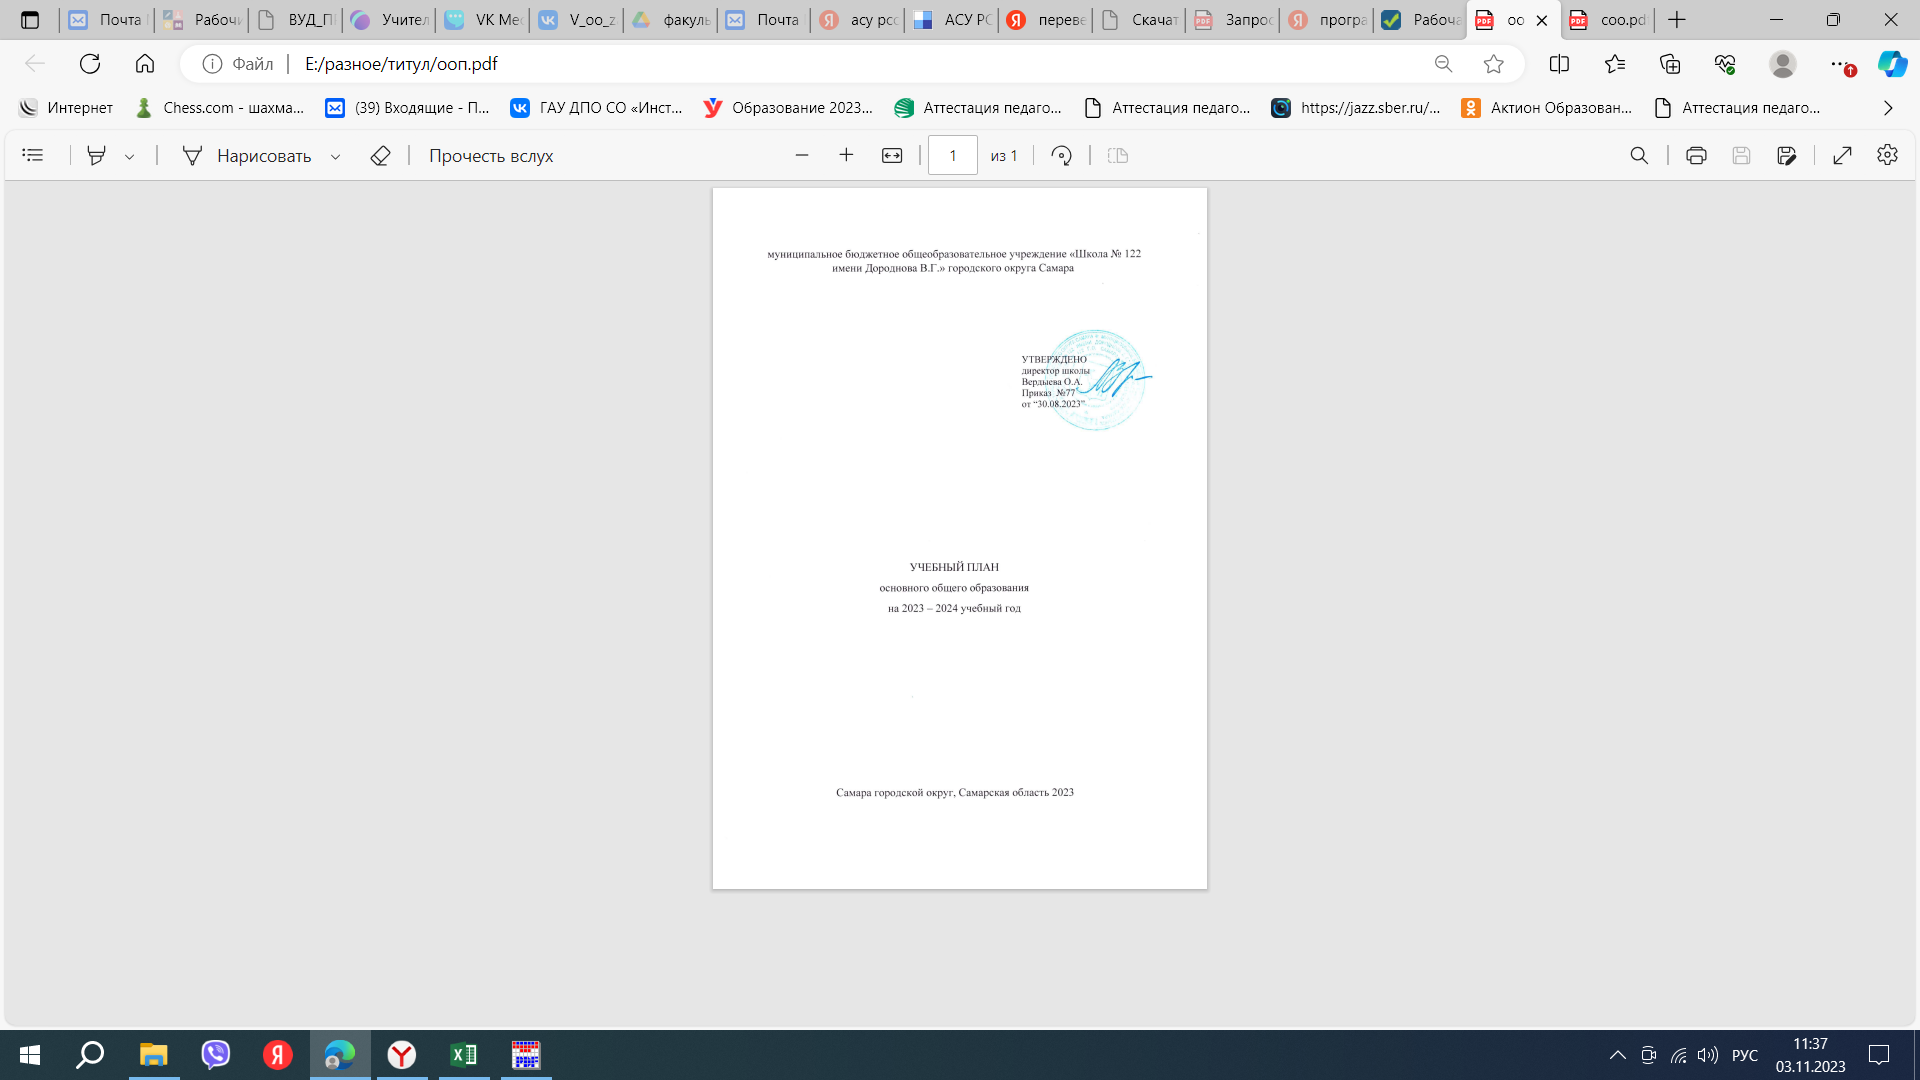 Почта
Рабочи
ВУД_П
Учител
VK Мес
V_oo_z
факуль
Почта
асу рсо
АСУ РС
переве
Скачат
Запрос
програ
Рабоча
оо
соо.pd
Файл
E:/разное/титул/ооп.pdf
Интернет
Chess.com - шахма...
(39) Входящие - П...
ГАУ ДПО СО «Инст...
Образование 2023...
Аттестация педаго...
Аттестация педаго...
https://jazz.sber.ru/...
Актион Образован...
Аттестация педаго...
Нарисовать
Прочесть вслух
1 из 1
муниципальное бюджетное общеобразовательное учреждение «Школа № 122
имени Дороднова В.Г.» городского округа Самара
УТВЕРЖДЕНО
директор школы
Вердыева О.А.
Приказ №77
от “30.08.2023”
УЧЕБНЫЙ ПЛАН
основного общего образования
на 2023 – 2024 учебный год
Самара городской округ, Самарская область 2023
РУС
11:37
03.11.2023